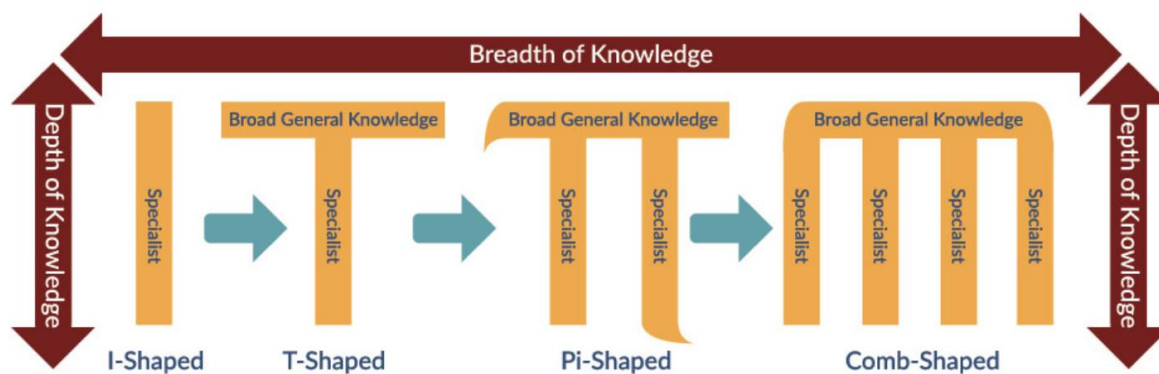 Breadth of Knowledge
Depth of Knowledge
Specialist
Broad General Knowledge
Specialist
Broad General Knowledge
Specialist
Specialist
Broad General Knowledge
Specialist
Specialist
Specialist
Specialist
Depth of Knowledge
I-Shaped
T-Shaped
Pi-Shaped
Comb-Shaped